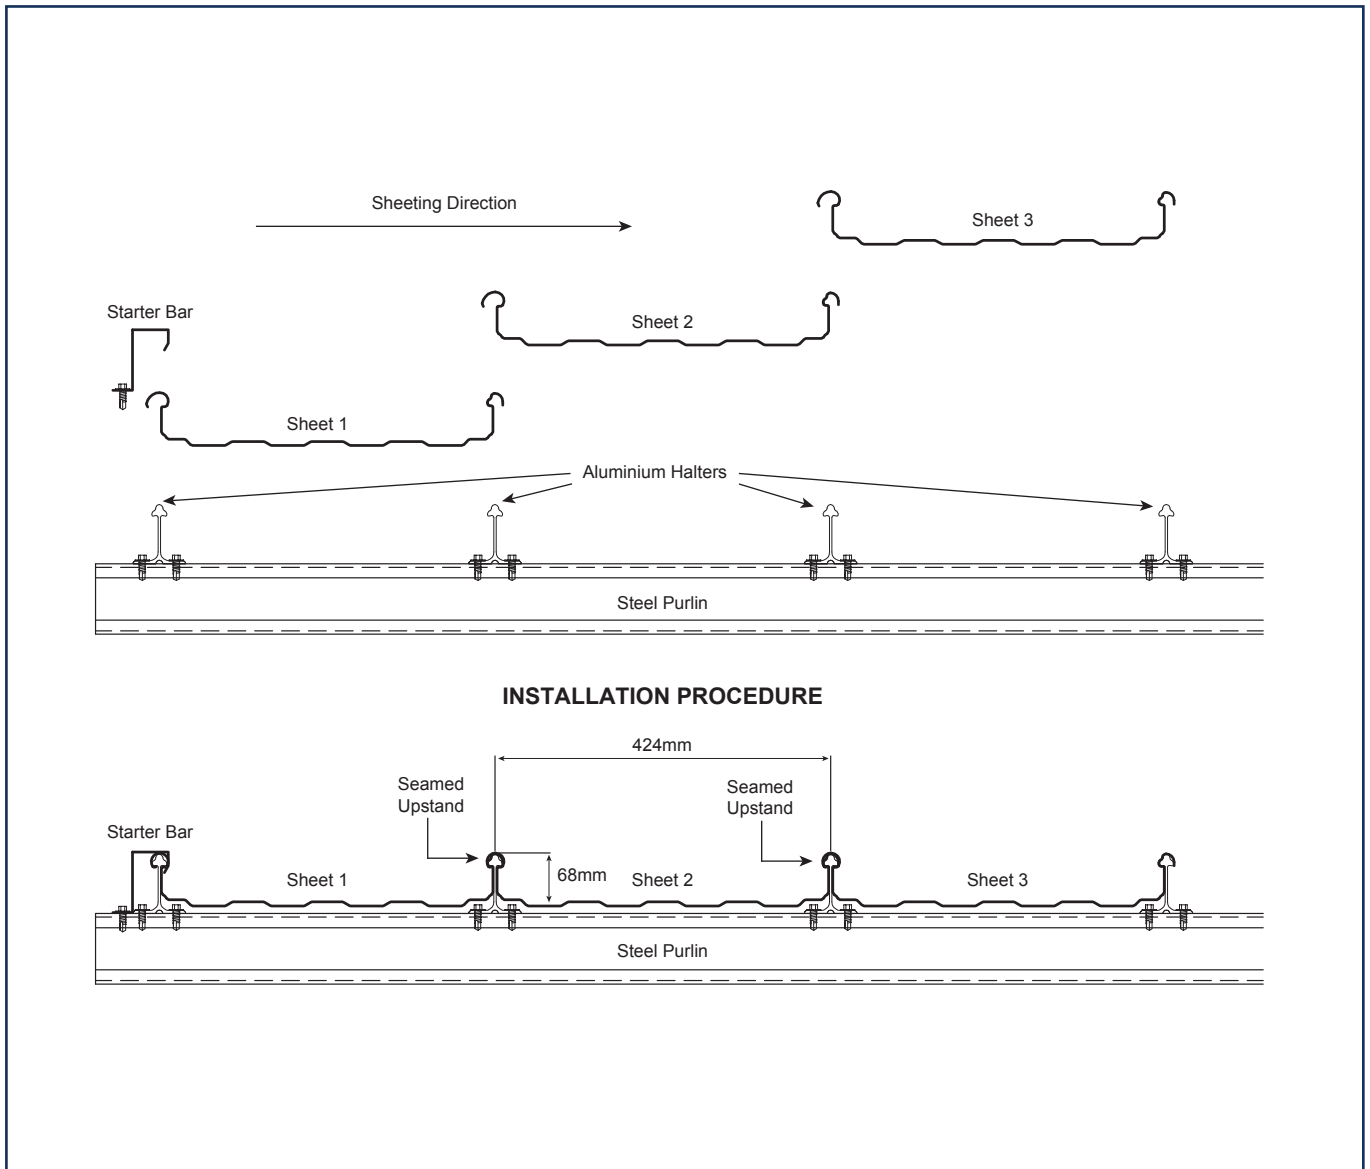 Sheeting Direction
Sheet 3
Starter Bar
Sheet 2
Sheet 1
Aluminium Halters
Steel Purlin
INSTALLATION PROCEDURE
424mm
Seamed
Upstand
Seamed
Upstand
Starter Bar
Sheet 1
68mm
Sheet 2
Sheet 3
Steel Purlin